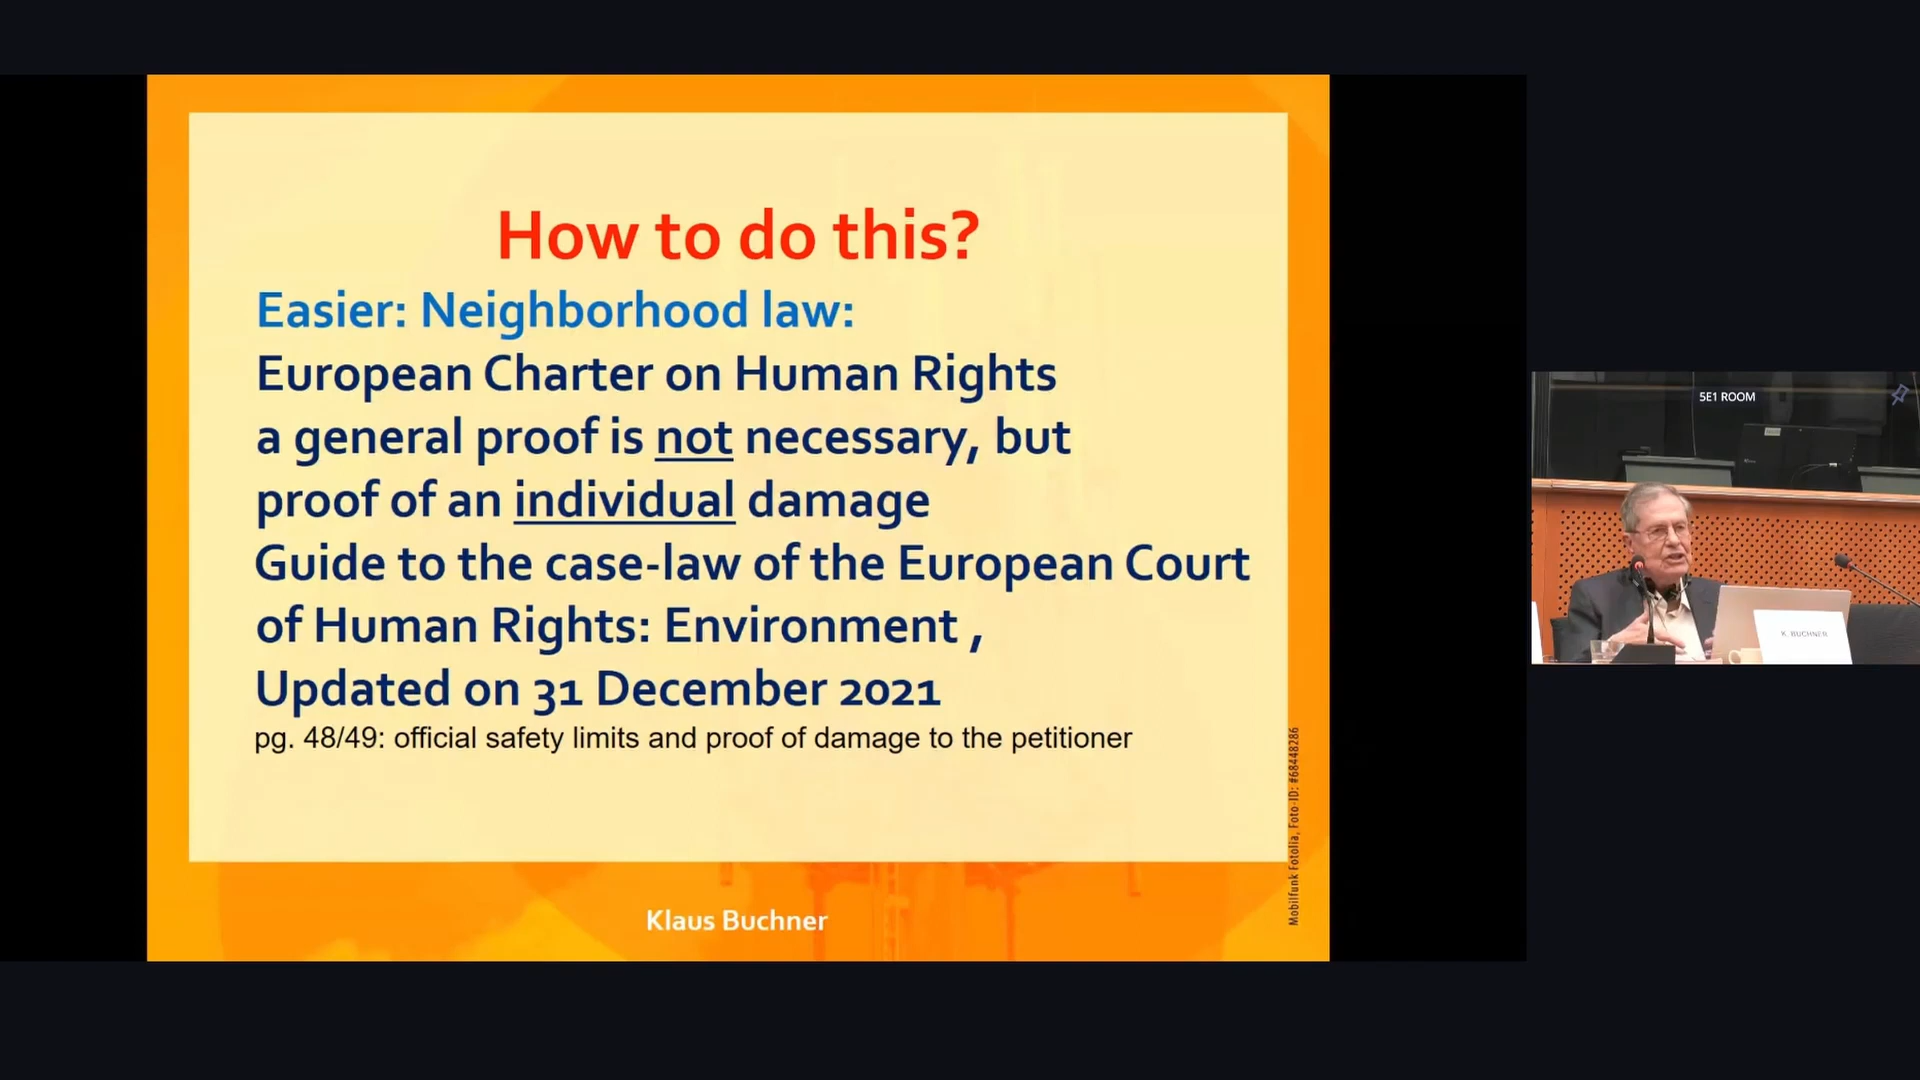 How to do this?
Easier: Neighborhood law:
European Charter on Human Rights
a general proof is not necessary, but
proof of an individual damage
Guide to the case-law of the European Court
of Human Rights: Environment ,
Updated on 31 December 2021
pg. 48/49: official safety limits and proof of damage to the petitioner
Mobilfunk Fotolia, Foto-ID: #68448286
Klaus Buchner
5E1 ROOM
K. BUCHNER